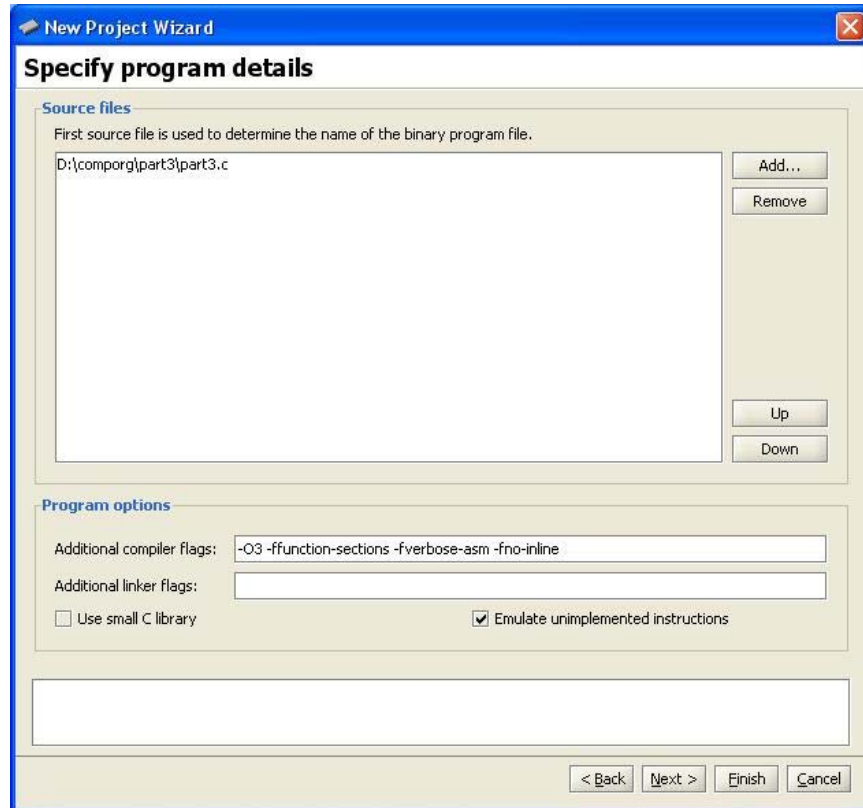 New Project Wizard
Specify program details
Source files
First source file is used to determine the name of the binary program file.
D:\comporg\part3\part3.c
Add...
Remove
Up
Down
Program options
Additional compiler flags: -O3 -ffunction-sections -fverbose-asm -fno-inline
Additional linker flags:
Use small C library Emulate unimplemented instructions
< Back Next > Finish Cancel